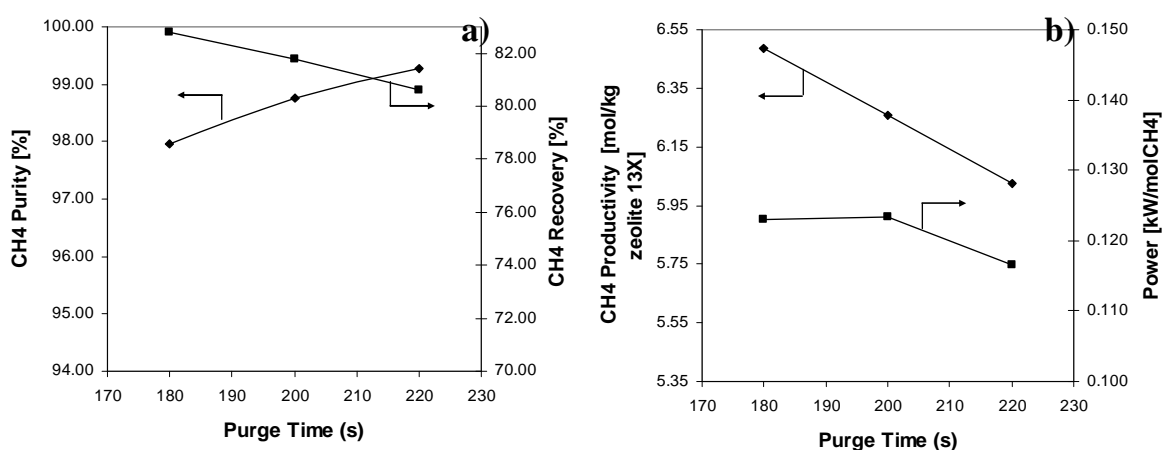 a)
100.00
99.00
98.00
97.00
96.00
95.00
94.00
CH4 Purity [%]
82.00
80.00
78.00
76.00
74.00
72.00
70.00
CH4 Recovery [%]
170 180 190 200 210 220 230
Purge Time (s)
b)
6.55
6.35
6.15
5.95
5.75
5.55
5.35
CH4 Productivity [mol/kg
zeolite 13X]
0.150
0.140
0.130
0.120
0.110
0.100
Power [kW/molCH4]
170 180 190 200 210 220 230
Purge Time (s)